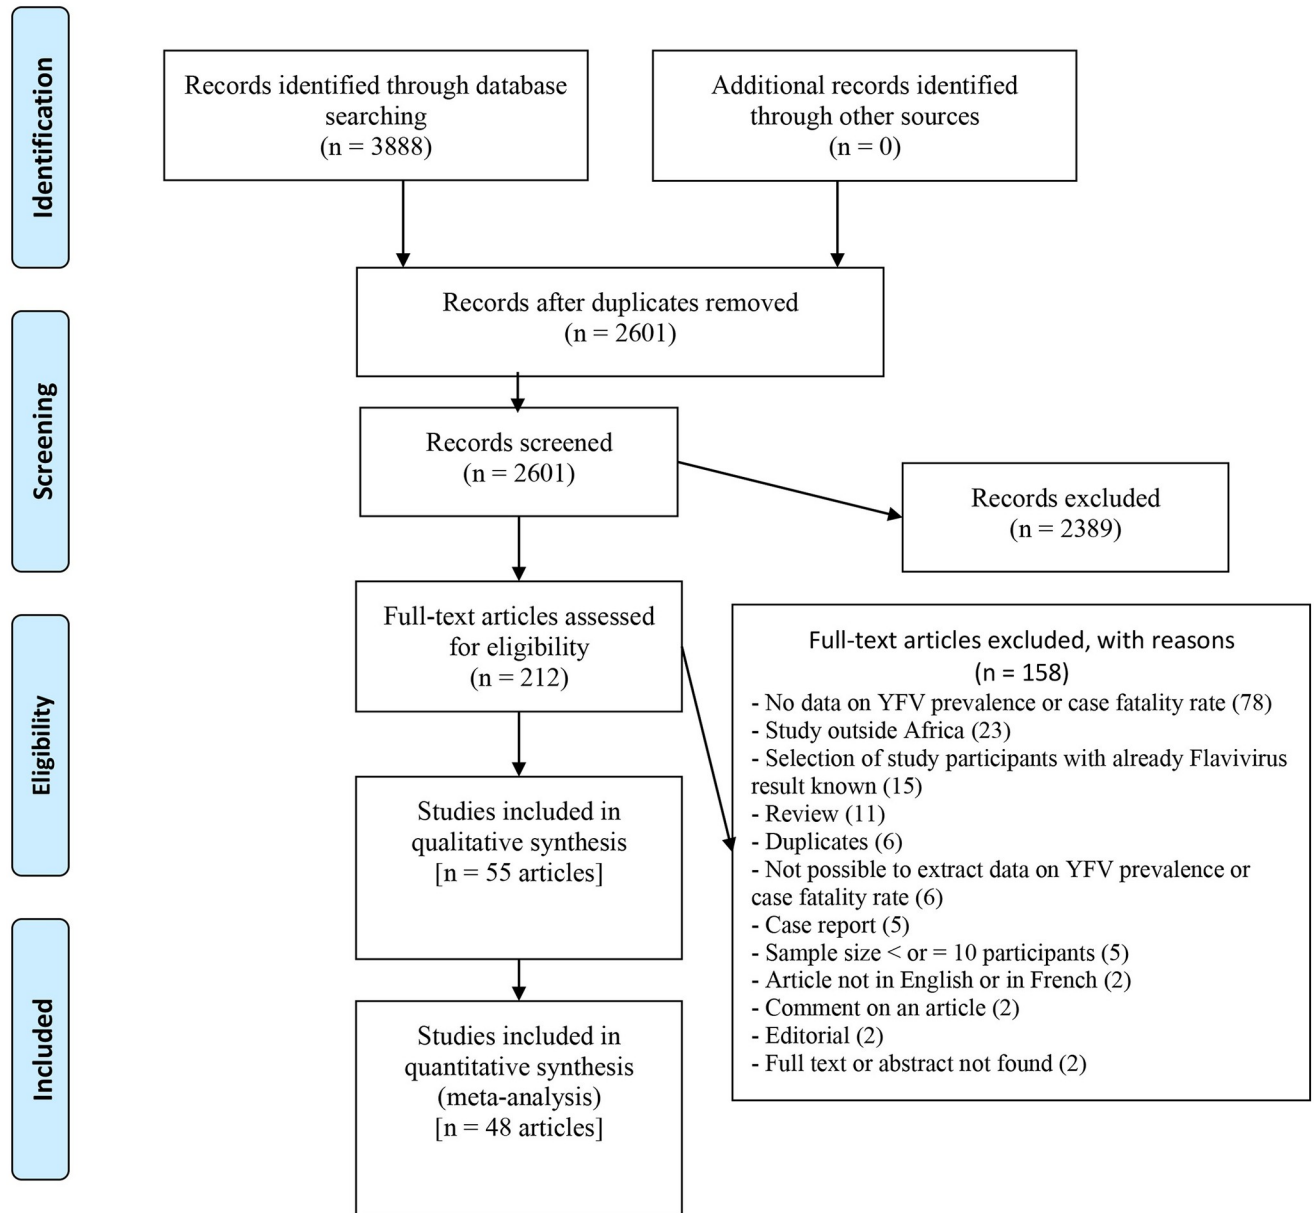 Identification
Records identified through database
searching
(n = 3888)
Additional records identified
through other sources
(n = 0)
Records after duplicates removed
(n = 2601)
Screening
Records screened
(n = 2601)
Records excluded
(n = 2389)
Eligibility
Full-text articles assessed
for eligibility
(n = 212)
Full-text articles excluded, with reasons
(n = 158)
- No data on YFV prevalence or case fatality rate (78)
- Study outside Africa (23)
- Selection of study participants with already Flavivirus
result known (15)
- Review (11)
- Duplicates (6)
- Not possible to extract data on YFV prevalence or
case fatality rate (6)
- Case report (5)
- Sample size < or = 10 participants (5)
- Article not in English or in French (2)
- Comment on an article (2)
- Editorial (2)
- Full text or abstract not found (2)
Studies included in
qualitative synthesis
[n = 55 articles]
Included
Studies included in
quantitative synthesis
(meta-analysis)
[n = 48 articles]